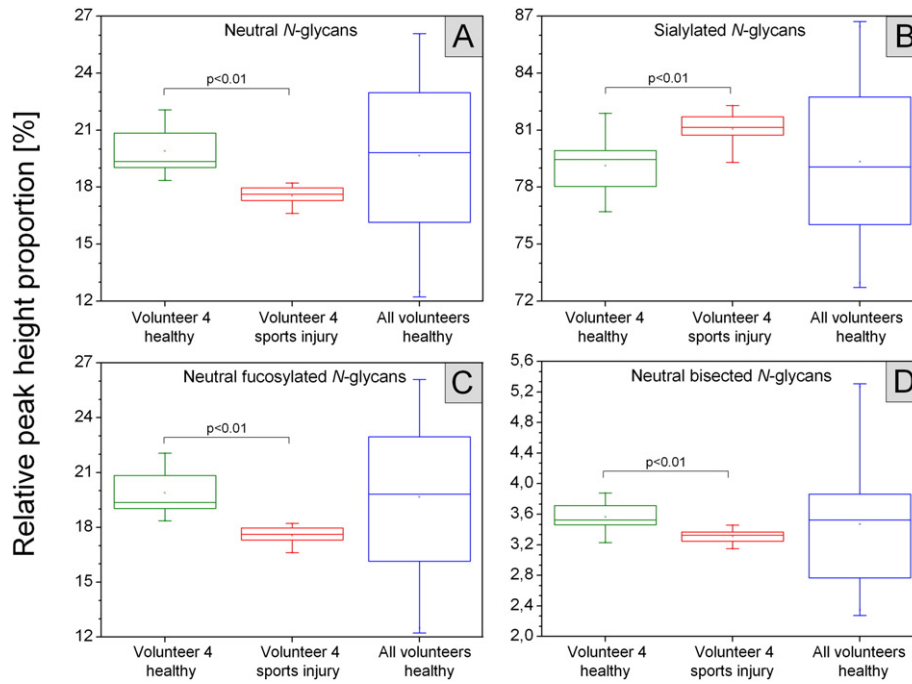 Relative peak height proportion [%]
Neutral N-glycans
A
27
24
21
18
15
12
p<0.01
Volunteer 4 healthy
Volunteer 4 sports injury
All volunteers healthy
Sialylated N-glycans
B
87
84
81
78
75
72
p<0.01
Volunteer 4 healthy
Volunteer 4 sports injury
All volunteers healthy
Neutral fucosylated N-glycans
C
27
24
21
18
15
12
p<0.01
Volunteer 4 healthy
Volunteer 4 sports injury
All volunteers healthy
Neutral bisected N-glycans
D
5,6
5,2
4,8
4,4
4,0
3,6
3,2
2,8
2,4
2,0
p<0.01
Volunteer 4 healthy
Volunteer 4 sports injury
All volunteers healthy